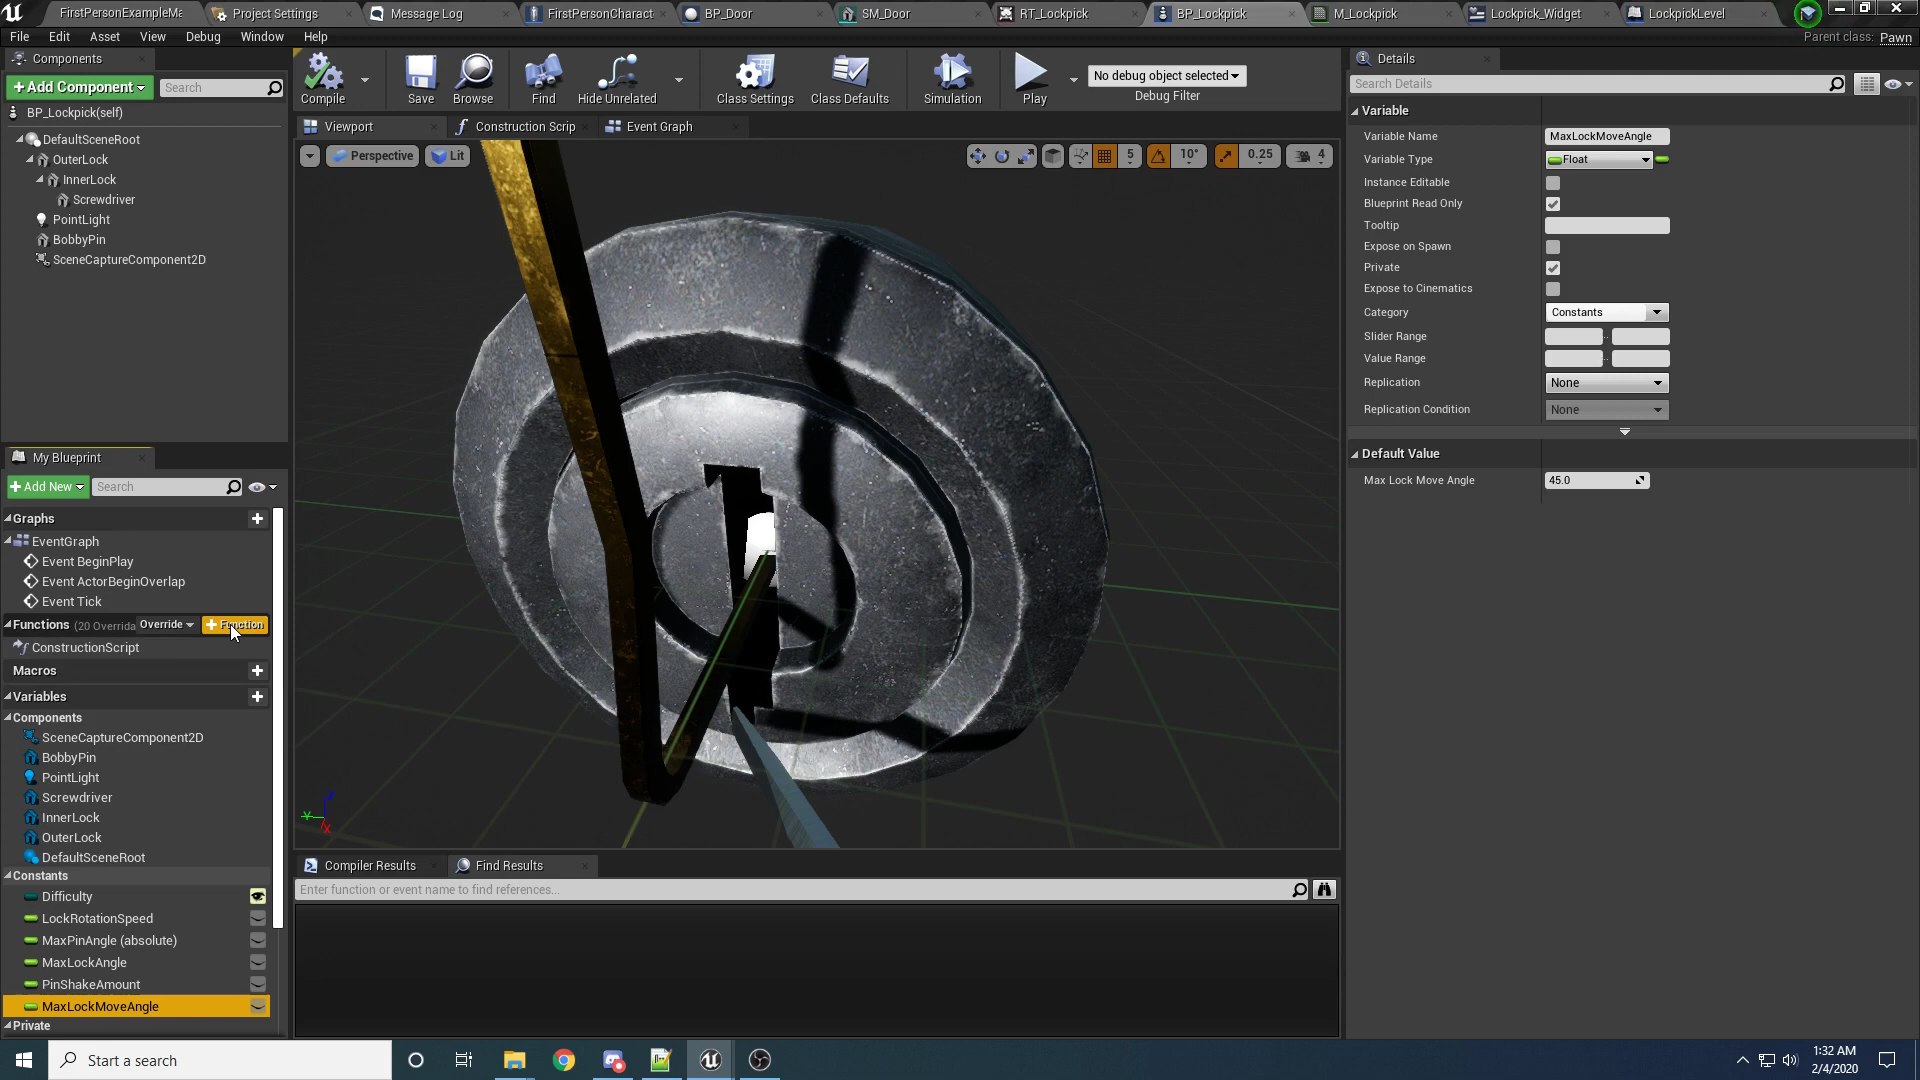 FirstPersonExampleMa
Project Settings
Message Log
FirstPersonCharact
BP_Door
SM_Door
RT_Lockpick
BP_Lockpick
M_Lockpick
Lockpick_Widget
LockpickLevel
File Edit Asset View Debug Window Help
Parent class: Pawn
Components
+Add Component
Search
BP_Lockpick(self)
DefaultSceneRoot
OuterLock
InnerLock
Screwdriver
PointLight
BobbyPin
SceneCaptureComponent2D
Compile
Save
Browse
Find
Hide Unrelated
Class Settings
Class Defaults
Simulation
Play
No debug object selected
Debug Filter
Viewport
Construction Scrip
Event Graph
Perspective
Lit
5
10°
0.25
4
My Blueprint
+Add New
Search
Graphs
EventGraph
Event BeginPlay
Event ActorBeginOverlap
Event Tick
Functions (20 Overrida
Override
+Function
ConstructionScript
Macros
Variables
Components
SceneCaptureComponent2D
BobbyPin
PointLight
Screwdriver
InnerLock
OuterLock
DefaultSceneRoot
Constants
Difficulty
LockRotationSpeed
MaxPinAngle (absolute)
MaxLockAngle
PinShakeAmount
MaxLockMoveAngle
Private
Compiler Results
Find Results
Enter function or event name to find references...
Details
Search Details
Variable
Variable Name MaxLockMoveAngle
Variable Type Float
Instance Editable
Blueprint Read Only
Tooltip
Expose on Spawn
Private
Expose to Cinematics
Category Constants
Slider Range
Value Range
Replication None
Replication Condition None
Default Value
Max Lock Move Angle 45.0
Start a search
1:32 AM
2/4/2020